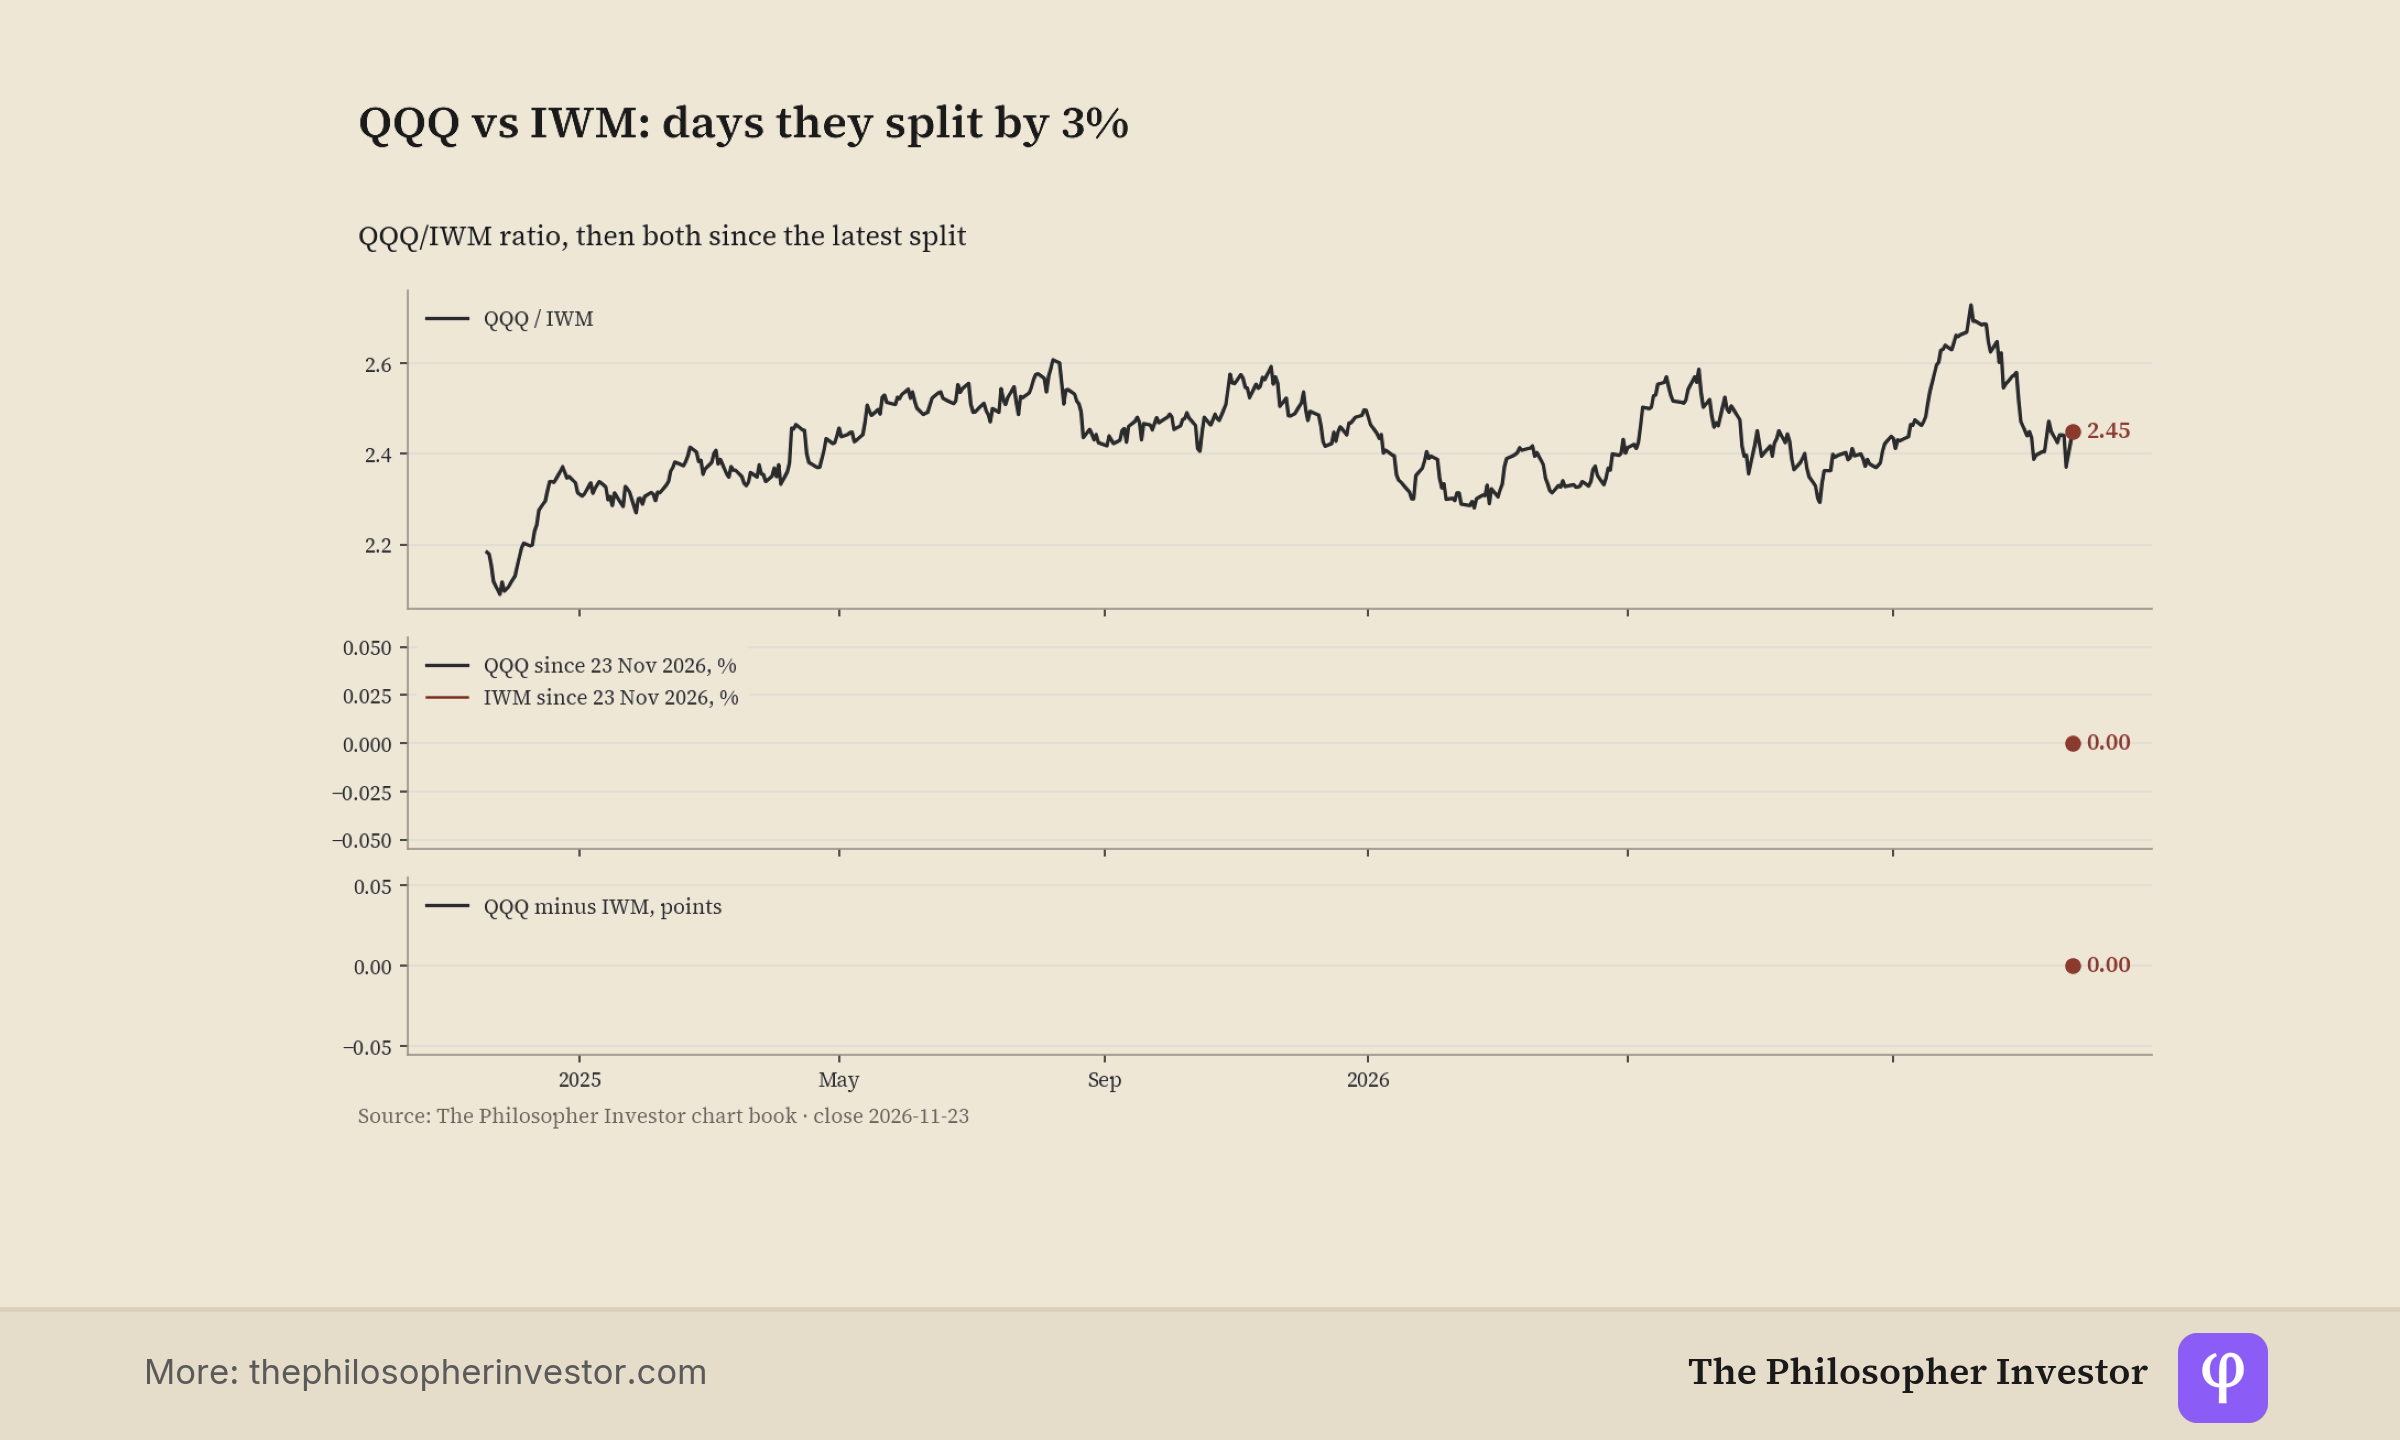 QQQ vs IWM: days they split by 3%
QQQ/IWM ratio, then both since the latest split
QQQ / IWM
2.6
2.4
2.2
2.45
0.050
0.025
0.000
−0.025
−0.050
QQQ since 23 Nov 2026, %
IWM since 23 Nov 2026, %
0.00
0.05
0.00
−0.05
QQQ minus IWM, points
0.00
2025 May Sep 2026
Source: The Philosopher Investor chart book · close 2026-11-23
More: thephilosopherinvestor.com
The Philosopher Investor φ